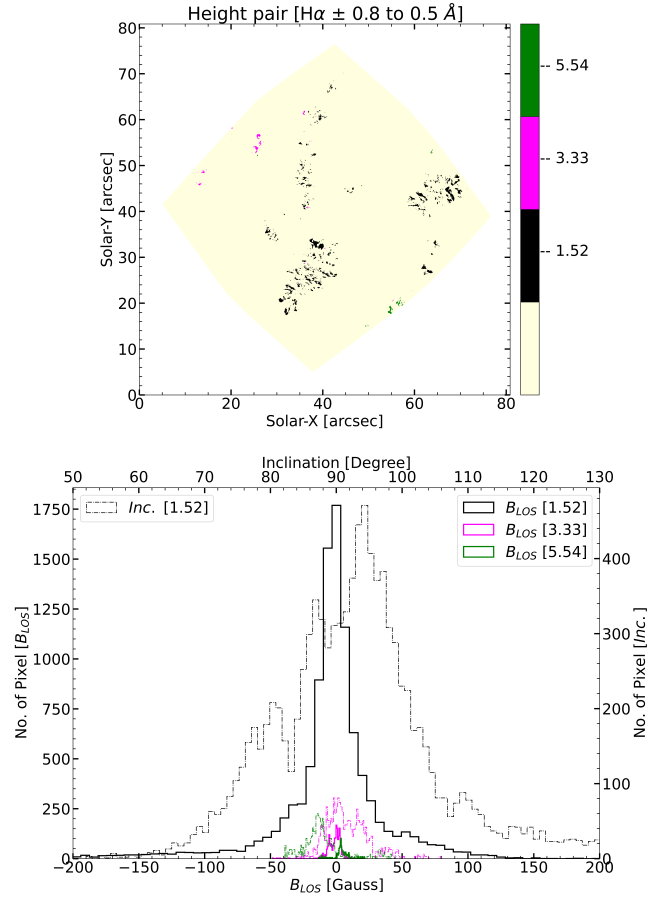 Height pair [Hα ± 0.8 to 0.5 Å]
80
70
60
50
40
30
20
10
0
Solar-Y [arcsec]
0 20 40 60 80
Solar-X [arcsec]
-- 5.54
-- 3.33
-- 1.52
Inclination [Degree]
50 60 70 80 90 100 110 120 130
Inc. [1.52]
B_LOS [1.52]
B_LOS [3.33]
B_LOS [5.54]
1750
1500
1250
1000
750
500
250
0
No. of Pixel [B_LOS]
400
300
200
100
0
No. of Pixel [Inc.]
−200 −150 −100 −50 0 50 100 150 200
B_LOS [Gauss]